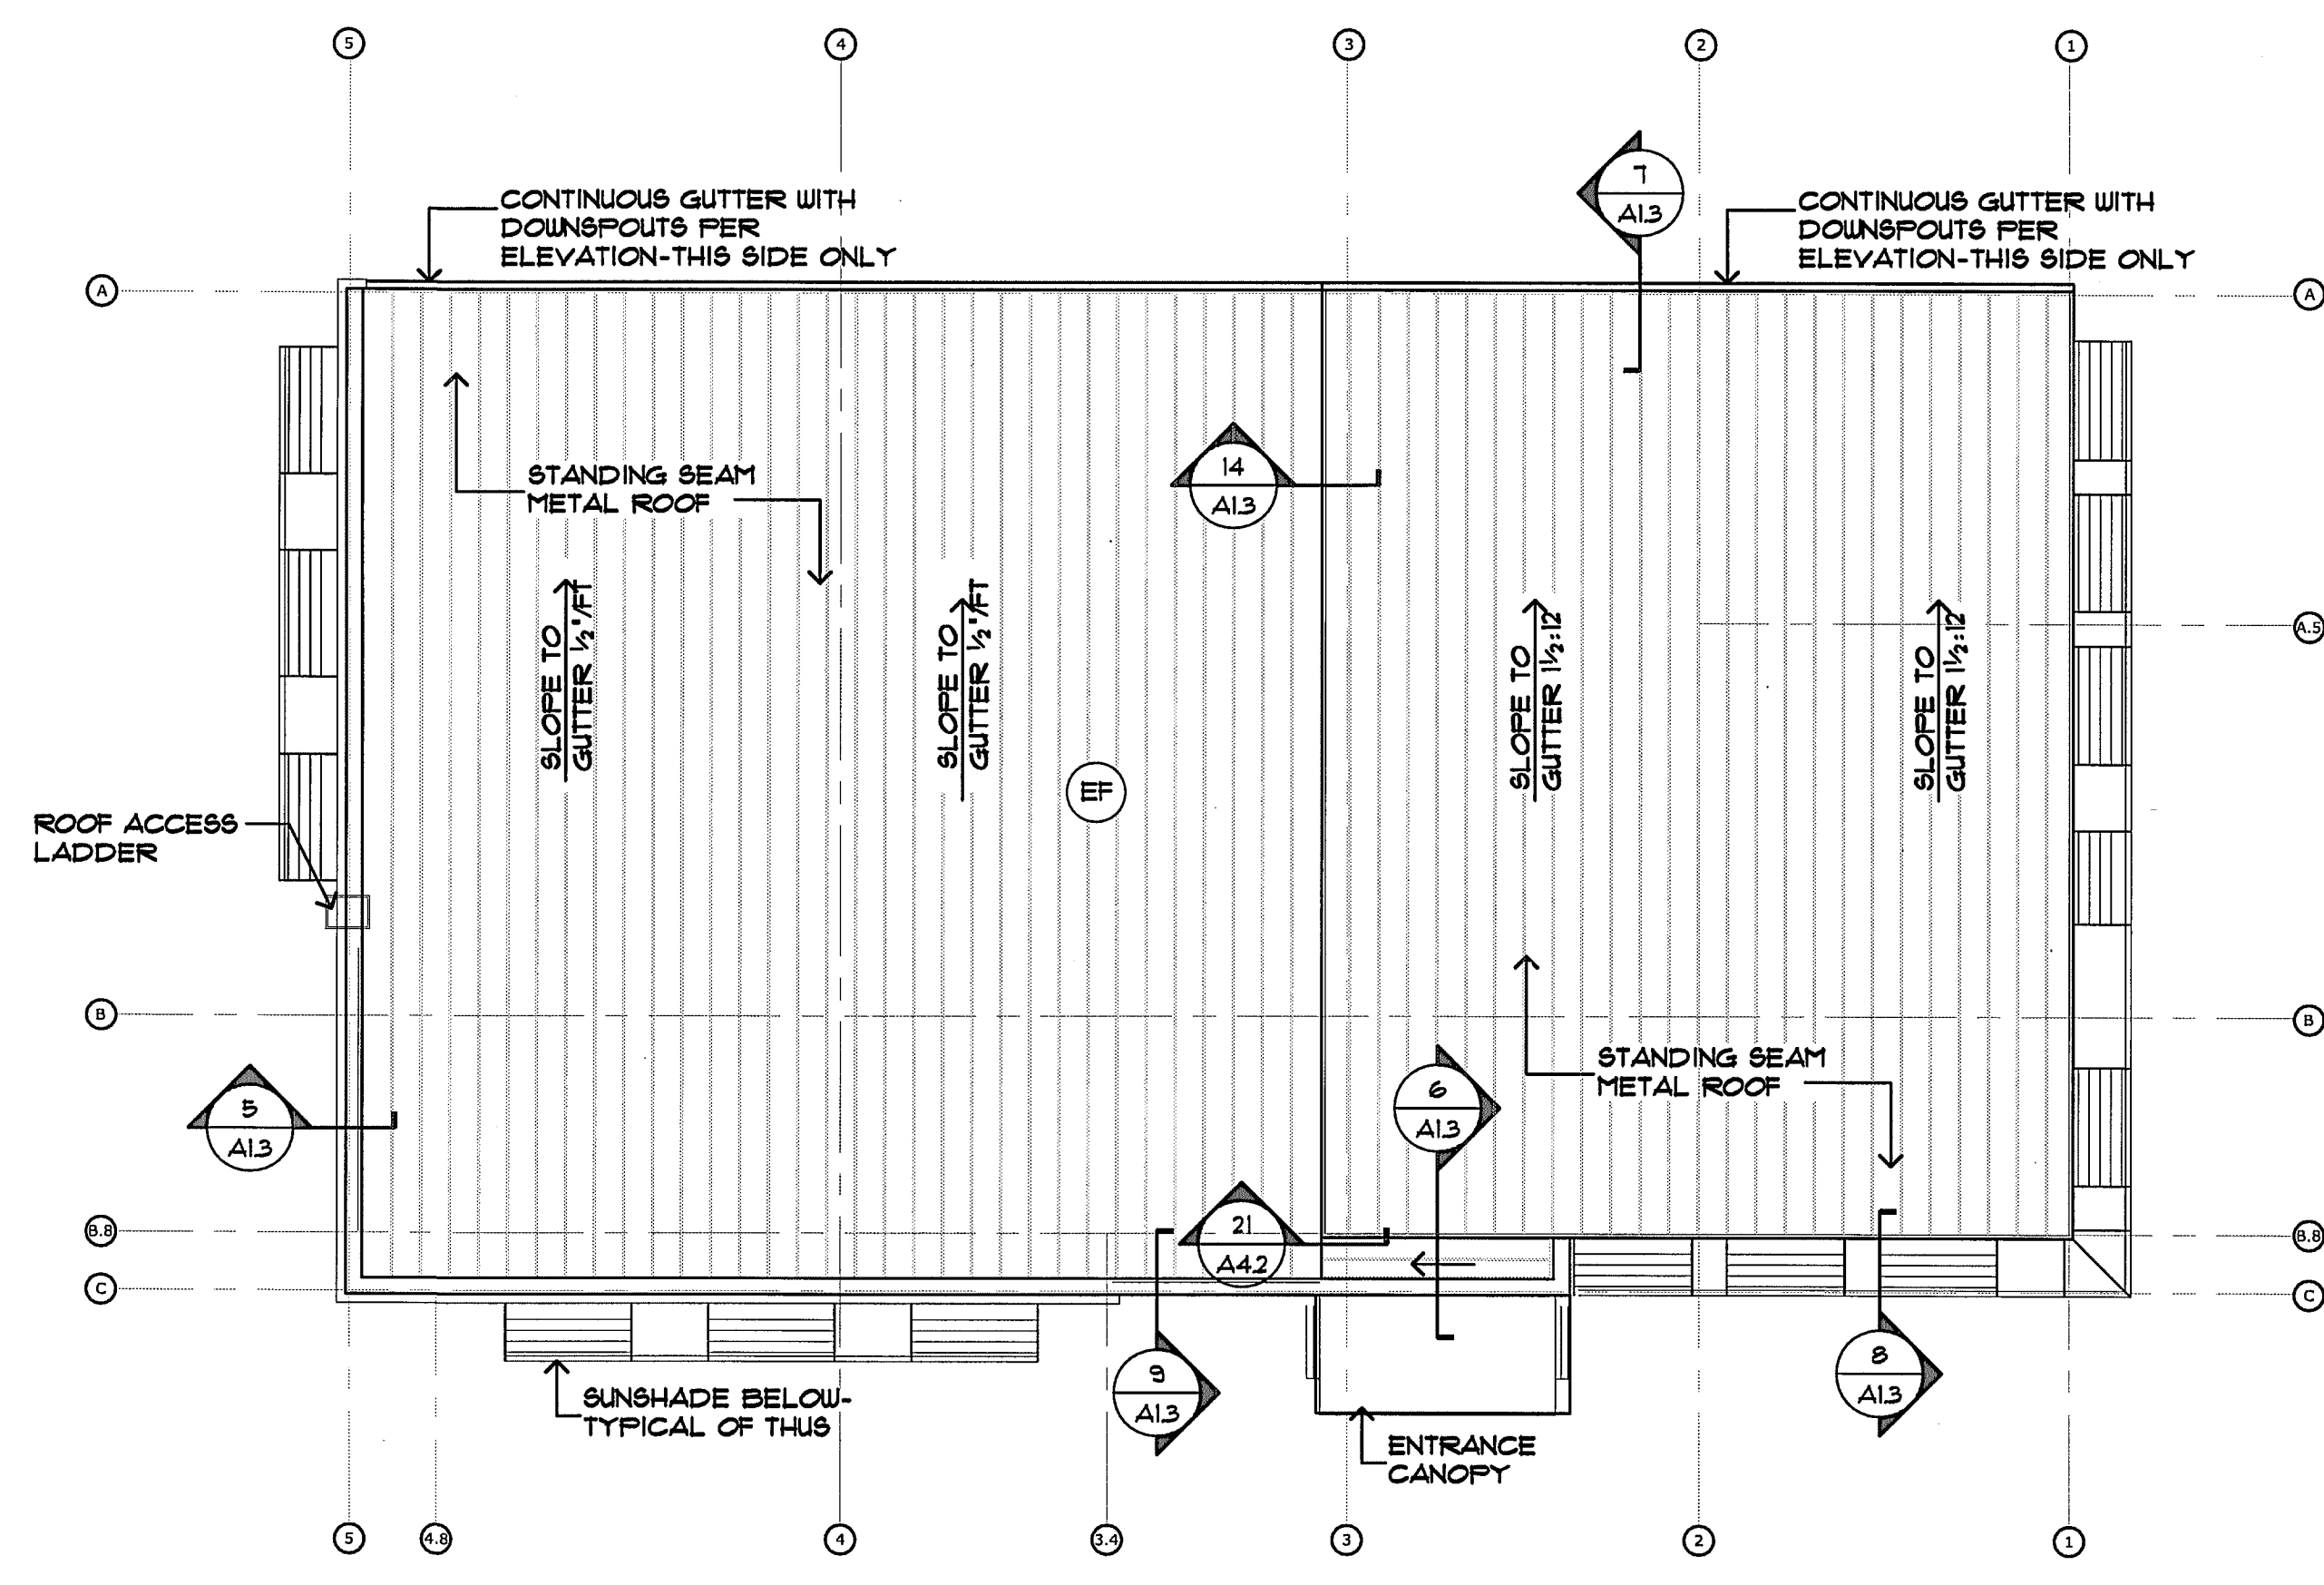 5
4
3
2
1
CONTINUOUS GUTTER WITH
DOWNSPOUTS PER
ELEVATION-THIS SIDE ONLY
7
A1.3
CONTINUOUS GUTTER WITH
DOWNSPOUTS PER
ELEVATION-THIS SIDE ONLY
A
A
STANDING SEAM
METAL ROOF
14
A1.3
SLOPE TO
GUTTER 1/2"/FT
SLOPE TO
GUTTER 1/2"/FT
SLOPE TO
GUTTER 1 1/2:12
SLOPE TO
GUTTER 1 1/2:12
A.5
EF
ROOF ACCESS
LADDER
B
B
5
A1.3
6
A1.3
STANDING SEAM
METAL ROOF
B.8
21
A4.2
B.8
C
C
SUNSHADE BELOW-
TYPICAL OF THUS
9
A1.3
8
A1.3
ENTRANCE
CANOPY
5
4.8
4
3.4
3
2
1